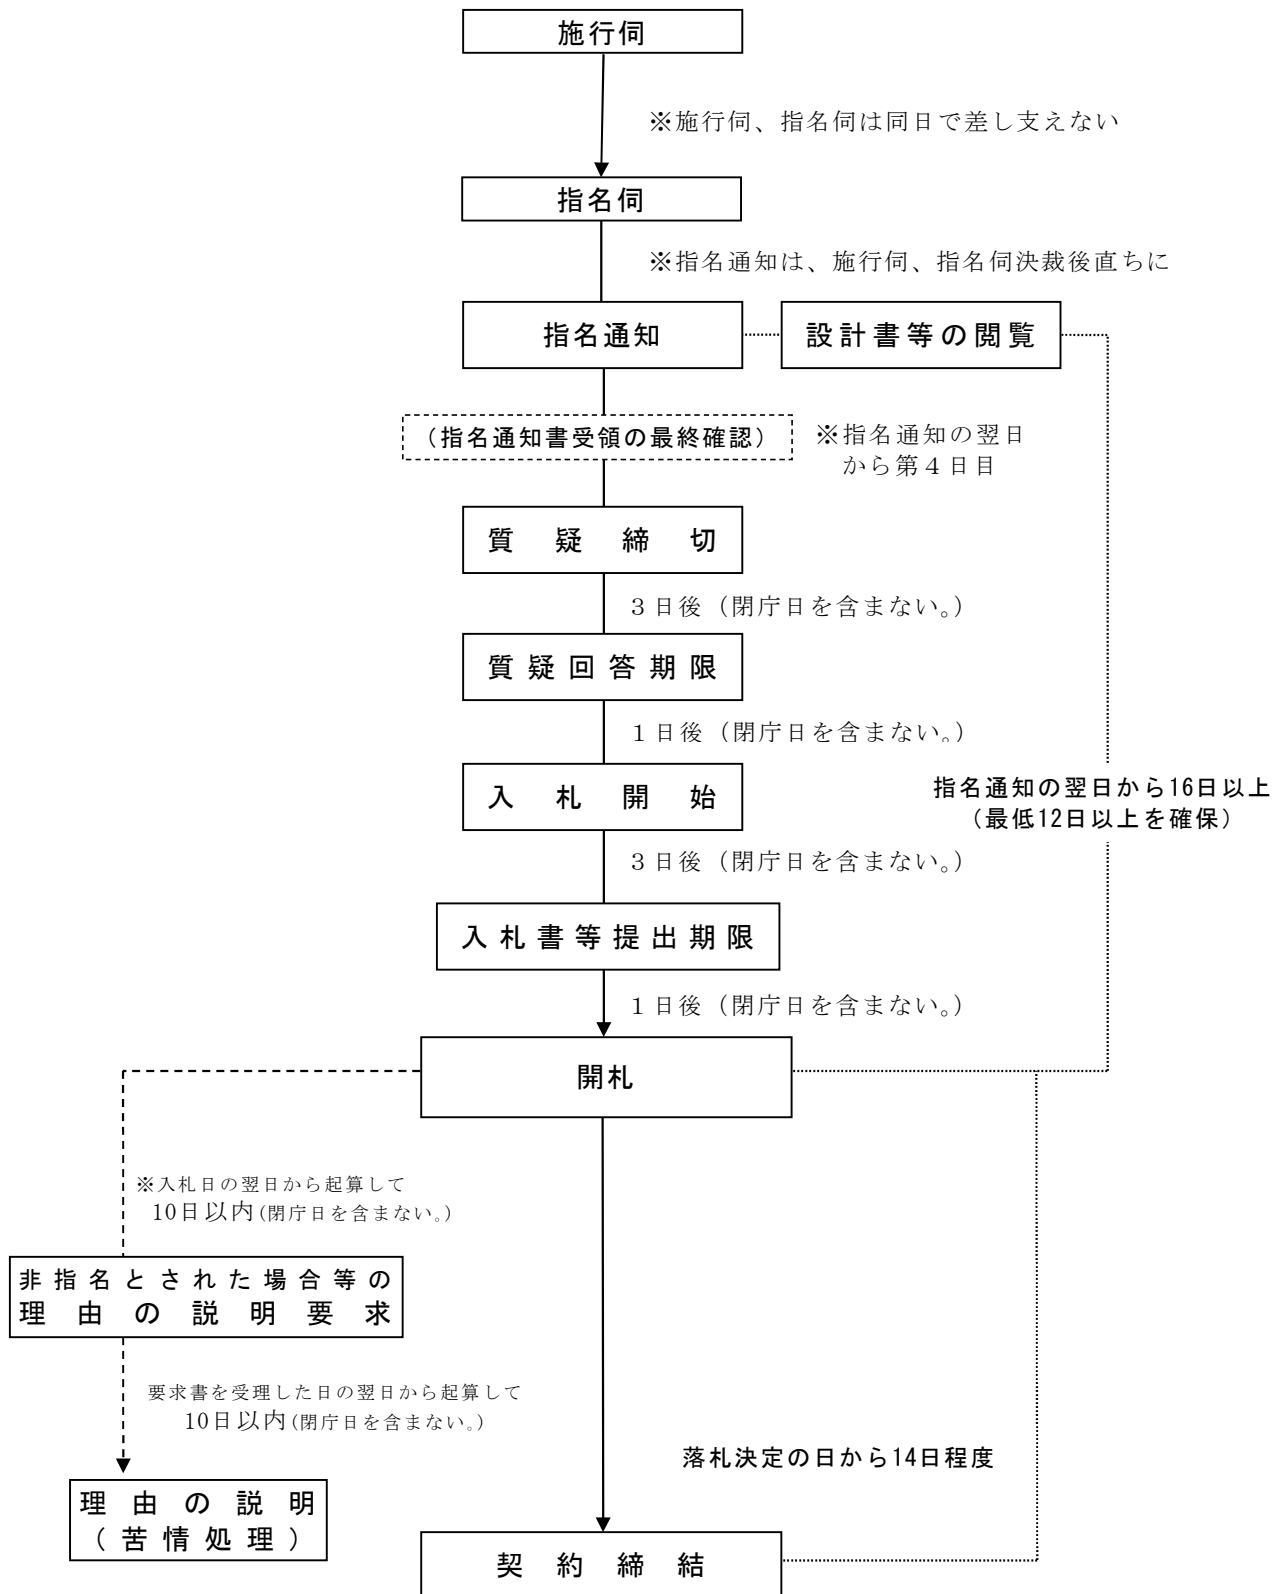 施行伺
※施行伺、指名伺は同日で差し支えない
指名伺
※指名通知は、施行伺、指名伺決裁後直ちに
指名通知
設計書等の閲覧
（指名通知書受領の最終確認）
※指名通知の翌日
から第４日目
質疑締切
３日後（閉庁日を含まない。）
質疑回答期限
１日後（閉庁日を含まない。）
入札開始
指名通知の翌日から16日以上
（最低12日以上を確保）
３日後（閉庁日を含まない。）
入札書等提出期限
１日後（閉庁日を含まない。）
開札
※入札日の翌日から起算して
10日以内(閉庁日を含まない。)
非指名とされた場合等の
理由の説明要求
要求書を受理した日の翌日から起算して
10日以内(閉庁日を含まない。)
落札決定の日から14日程度
理由の説明
（苦情処理）
契約締結